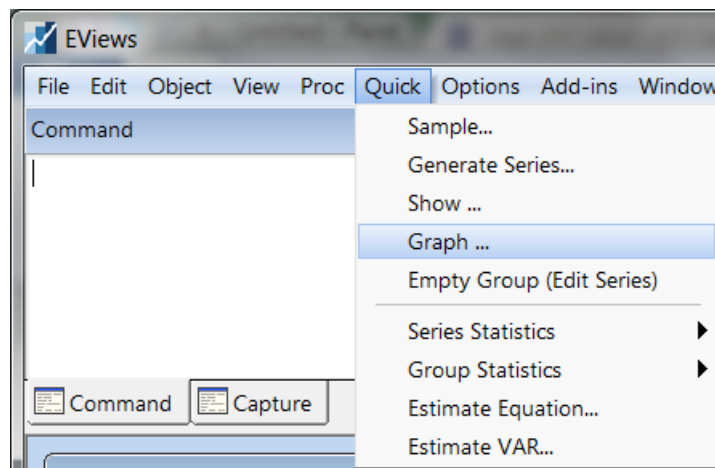 EViews
File Edit Object View Proc Quick Options Add-ins Window
Command
Sample...
Generate Series...
Show ...
Graph ...
Empty Group (Edit Series)
Series Statistics
Group Statistics
Estimate Equation...
Estimate VAR...
Command Capture